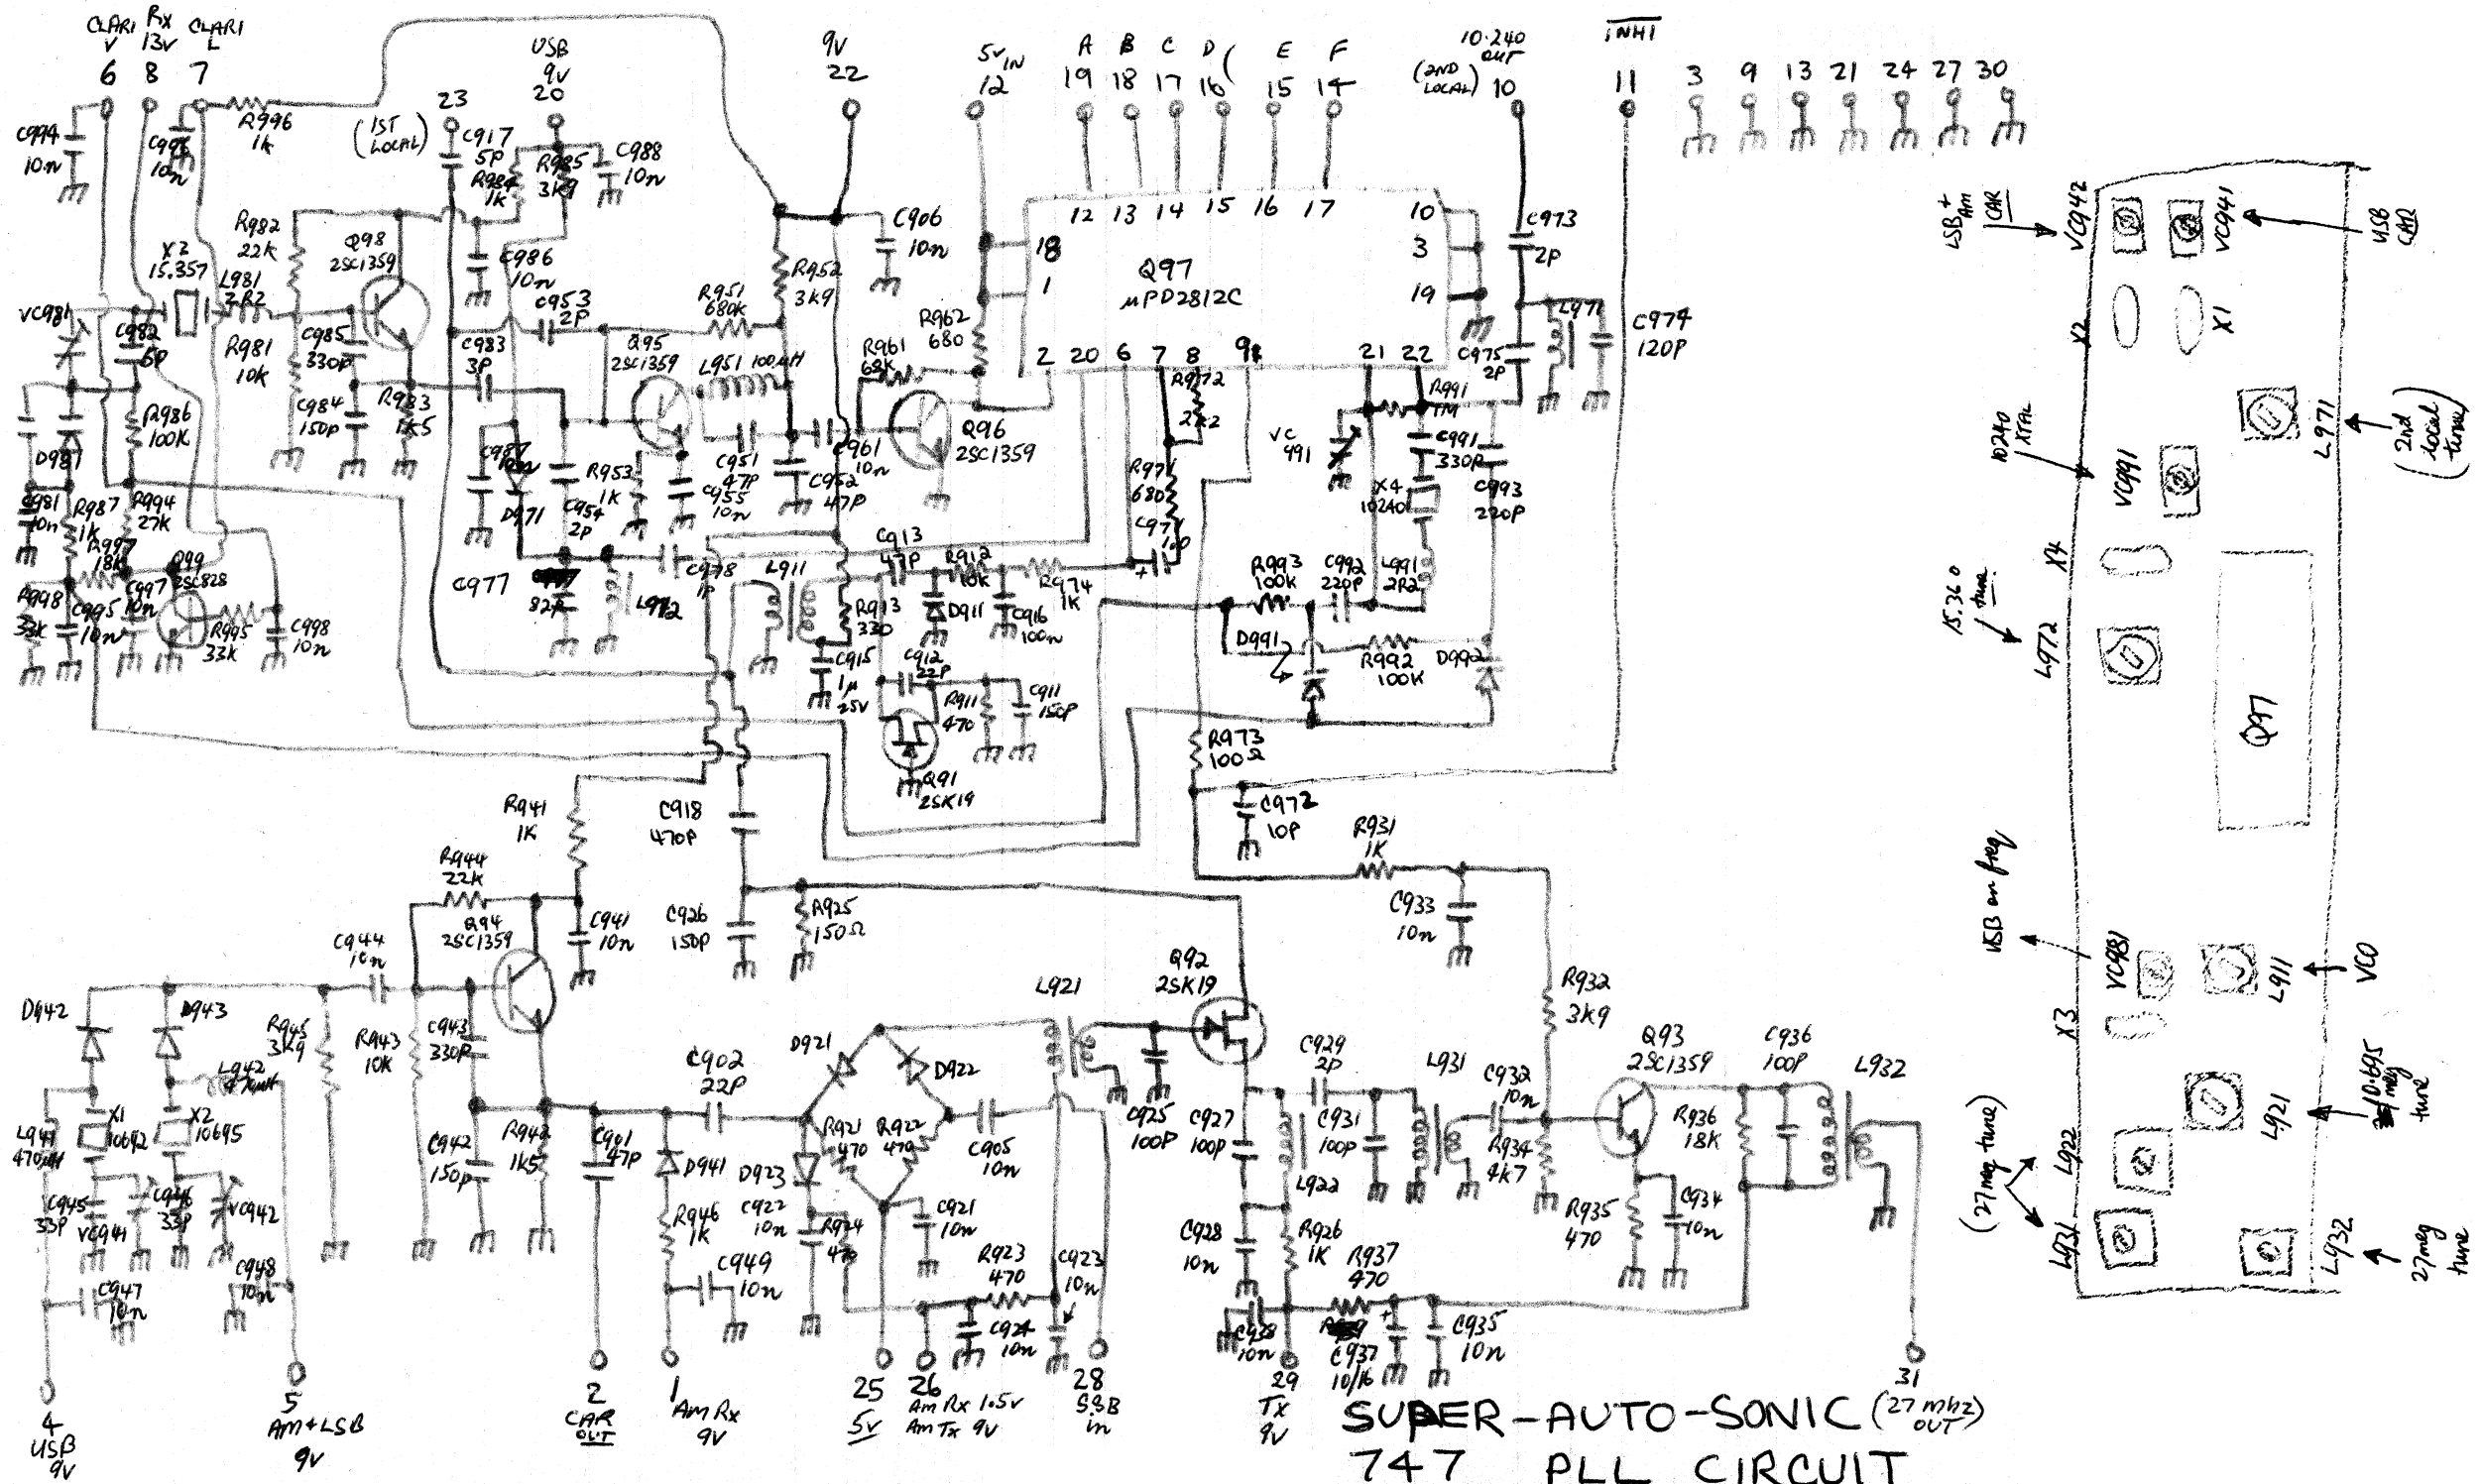 CLARI V
6
Rx 13v
8
CLARI L
7
23
(1ST LOCAL)
USB 9v
20
9V
22
5v IN
12
A 19
B 18
C 17
D 16
E 15
F 14
10.240 OUT
(2ND LOCAL) 10
INHI
11
3 9 13 21 24 27 30
C994
10n
10n
R996
1K
C917
5P
R984
1K
R985
3K9
C988
10n
R982
22K
Q98
2SC1359
X3
15.357
L981
2R2
VC981
C982
R981
10K
C985
330P
C984
150P
R983
1K5
C983
3P
C986
10n
C953
2P
R951
680K
R952
3K9
C906
10n
Q95
2SC1359
L951 100µH
R961
68K
R962
680
Q96
2SC1359
12 13 14 15 16 17
18
1
Q97
µPD2812C
10
3
19
2 20 6 7 8 9 21 22
C973
2P
L971
C974
120P
C975
2P
R972
2K2
R971
680
R991
1M
VC
991
C991
330P
X4
10240
C993
220P
R986
100K
D981
C981
10n
R987
1K
R994
27K
R997
18K
Q99
2SC828
R998
33K
C995
10n
C997
10n
R995
33K
C998
10n
C987
D971
C954
2P
R953
1K
C955
10n
C951
47P
C952
47P
C961
10n
C977
82P
L972
C978
1P
L911
C913
47P
R912
10K
R974
1K
R913
330
D911
C916
100n
C915
1µ
25V
C912
22P
R911
470
C911
150P
Q91
2SK19
R993
100K
C992
220P
L991
2R2
D991
R992
100K
D992
R973
100Ω
C972
10P
R941
1K
C918
470P
R944
22K
Q94
2SC1359
C944
10n
C941
10n
C926
150P
R925
150Ω
R931
1K
C933
10n
R932
3K9
Q92
2SK19
L921
D942
D943
R945
3K9
R943
10K
C943
330P
L942
470µH
L941
470µH
X1
10692
X2
10695
C945
33P
VC941
C946
33P
VC942
C947
10n
C948
10n
C942
150P
R942
1K5
C901
47P
C902
22P
D941
R946
1K
C949
10n
D921
D922
D923
R921
470
R922
470
C905
10n
C922
10n
R924
470
C921
10n
R923
470
C923
10n
C924
10n
C925
100P
C927
100P
C929
2P
L922
C931
100P
L931
C932
10n
R934
4K7
Q93
2SC1359
C936
100P
R936
18K
L932
R935
470
C934
10n
C928
10n
R926
1K
R937
470
C938
10n
C937
10/16
C935
10n
4
USB
9v
5
AM+LSB
9v
2
CAR
OUT
1
AM Rx
9V
25
5v
26
Am Rx 1.5v
Am Tx 9v
28
SSB
in
29
TX
9v
31
(27 mhz OUT)
SUPER-AUTO-SONIC
747 PLL CIRCUIT
LSB + Am
CAR
VC942
VC941
USB
CAR
X2
X1
L971
(2nd local tune)
10240
XTAL
VC991
X4
15.360
tune
L972
Q97
USB on freq
VC981
L911
VCO
X3
10.695
meg
tune
L921
(27 meg tune)
L922
L931
L932
27meg
tune